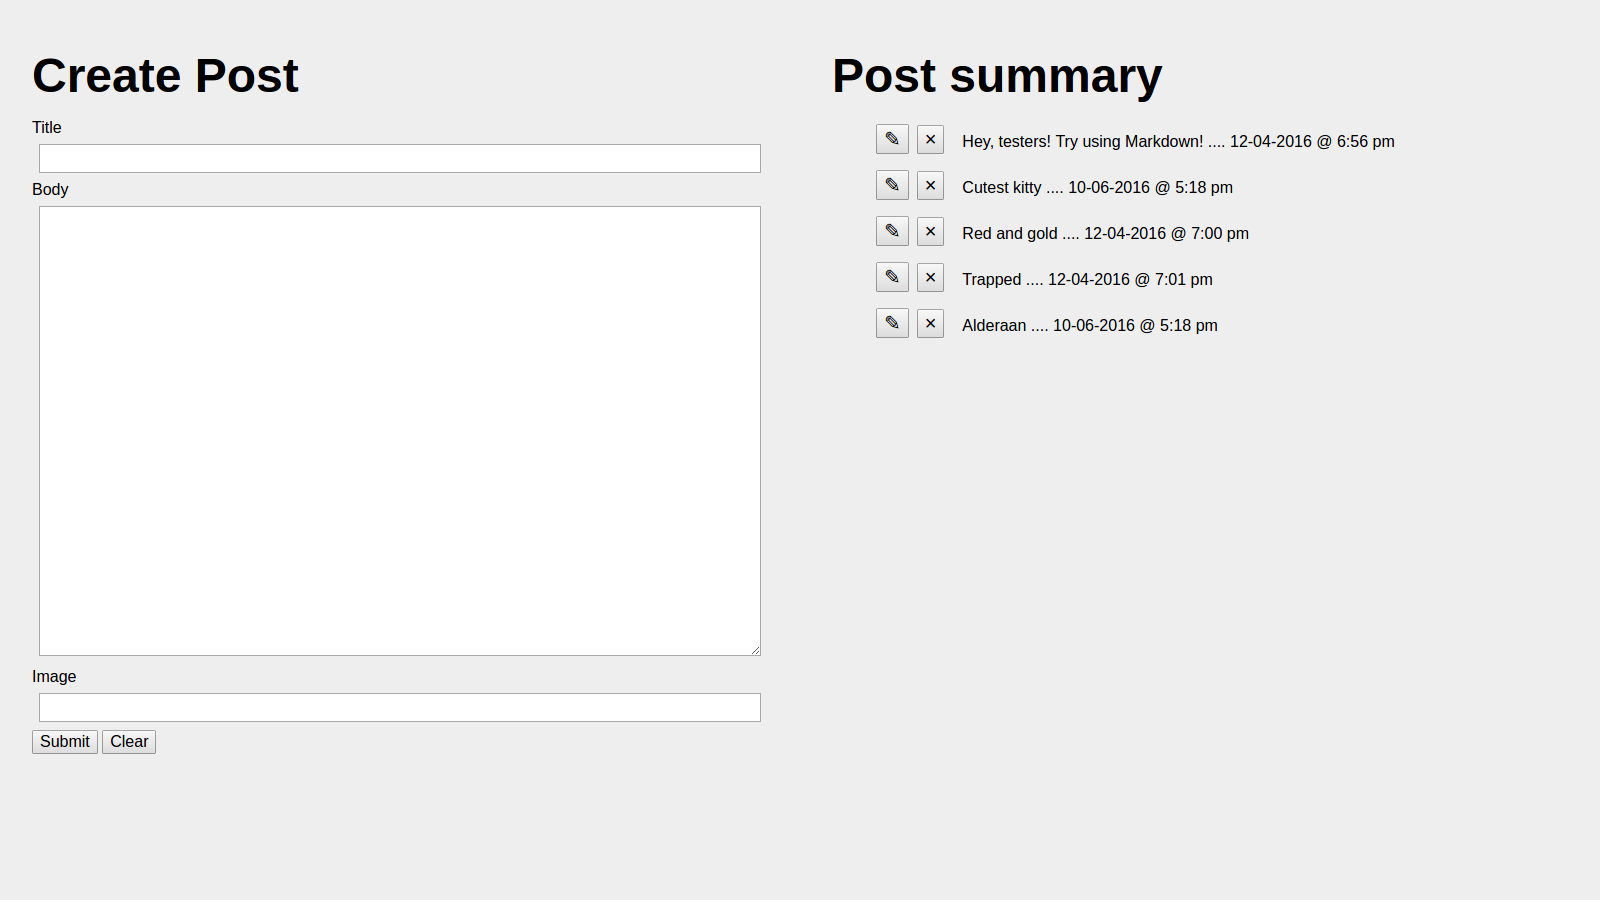 Create Post
Title
Body
Image
Submit Clear
Post summary
✎ × Hey, testers! Try using Markdown! .... 12-04-2016 @ 6:56 pm
✎ × Cutest kitty .... 10-06-2016 @ 5:18 pm
✎ × Red and gold .... 12-04-2016 @ 7:00 pm
✎ × Trapped .... 12-04-2016 @ 7:01 pm
✎ × Alderaan .... 10-06-2016 @ 5:18 pm